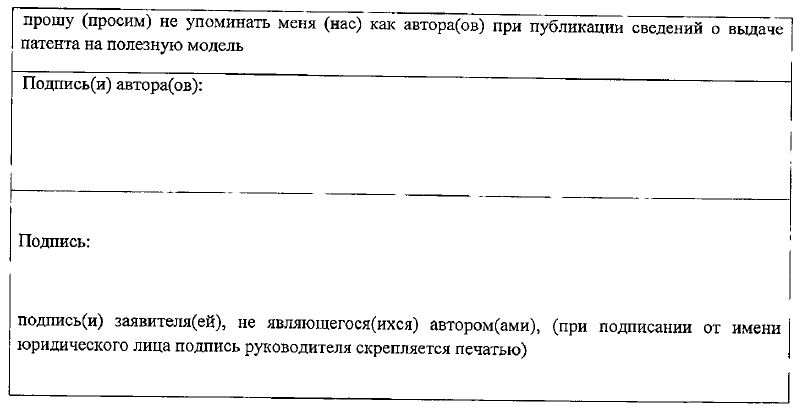 прошу (просим) не упоминать меня (нас) как автора(ов) при публикации сведений о выдаче
патента на полезную модель
Подпись(и) автора(ов):
Подпись:
подпись(и) заявителя(ей), не являющегося(ихся) автором(ами), (при подписании от имени
юридического лица подпись руководителя скрепляется печатью)